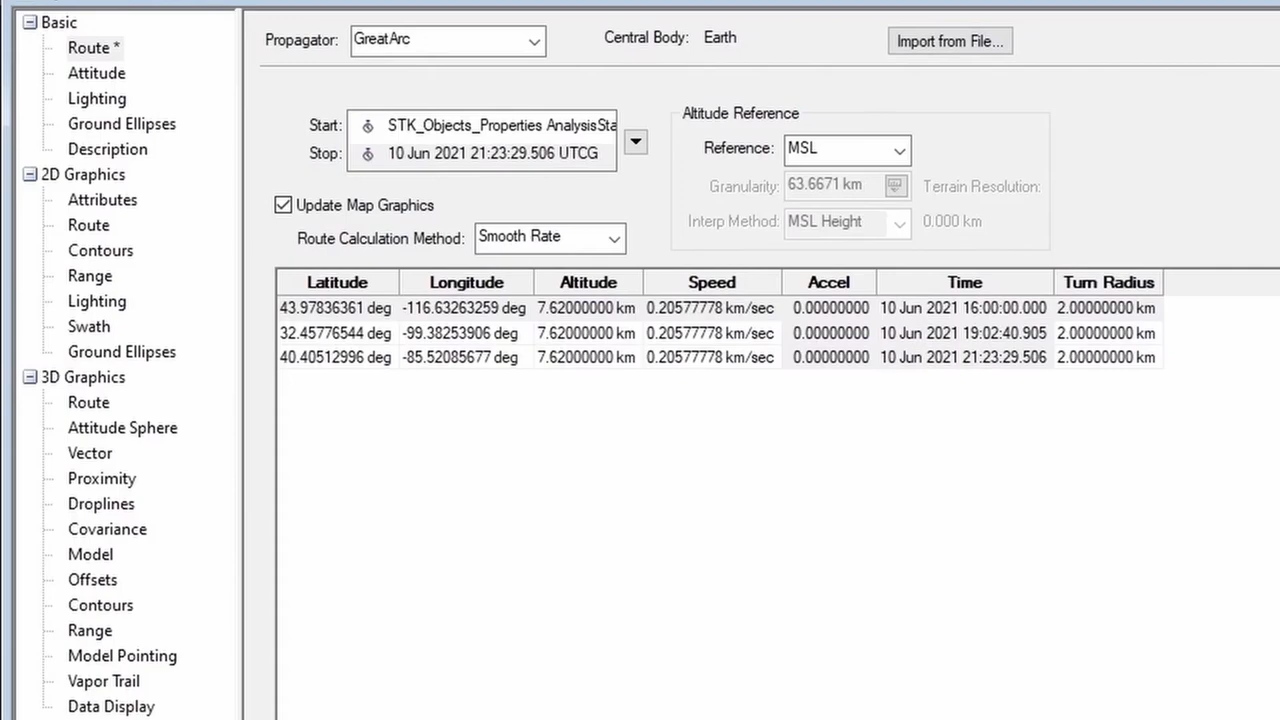 Basic
Route *
Attitude
Lighting
Ground Ellipses
Description
2D Graphics
Attributes
Route
Contours
Range
Lighting
Swath
Ground Ellipses
3D Graphics
Route
Attitude Sphere
Vector
Proximity
Droplines
Covariance
Model
Offsets
Contours
Range
Model Pointing
Vapor Trail
Data Display
Propagator: GreatArc Central Body: Earth Import from File...
Start: STK_Objects_Properties AnalysisSta
Stop: 10 Jun 2021 21:23:29.506 UTCG
Update Map Graphics
Route Calculation Method: Smooth Rate
Altitude Reference
Reference: MSL
Granularity: 63.6671 km Terrain Resolution:
Interp Method: MSL Height 0.000 km
Latitude Longitude Altitude Speed Accel Time Turn Radius
43.97836361 deg -116.63263259 deg 7.62000000 km 0.20577778 km/sec 0.00000000 10 Jun 2021 16:00:00.000 2.00000000 km
32.45776544 deg -99.38253906 deg 7.62000000 km 0.20577778 km/sec 0.00000000 10 Jun 2021 19:02:40.905 2.00000000 km
40.40512996 deg -85.52085677 deg 7.62000000 km 0.20577778 km/sec 0.00000000 10 Jun 2021 21:23:29.506 2.00000000 km